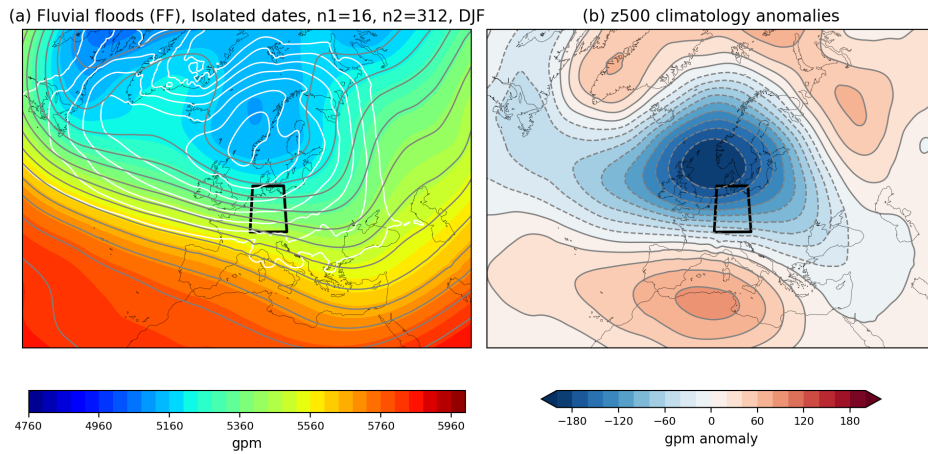 (a) Fluvial floods (FF), Isolated dates, n1=16, n2=312, DJF
(b) z500 climatology anomalies
4760 4960 5160 5360 5560 5760 5960
gpm
−180 −120 −60 0 60 120 180
gpm anomaly